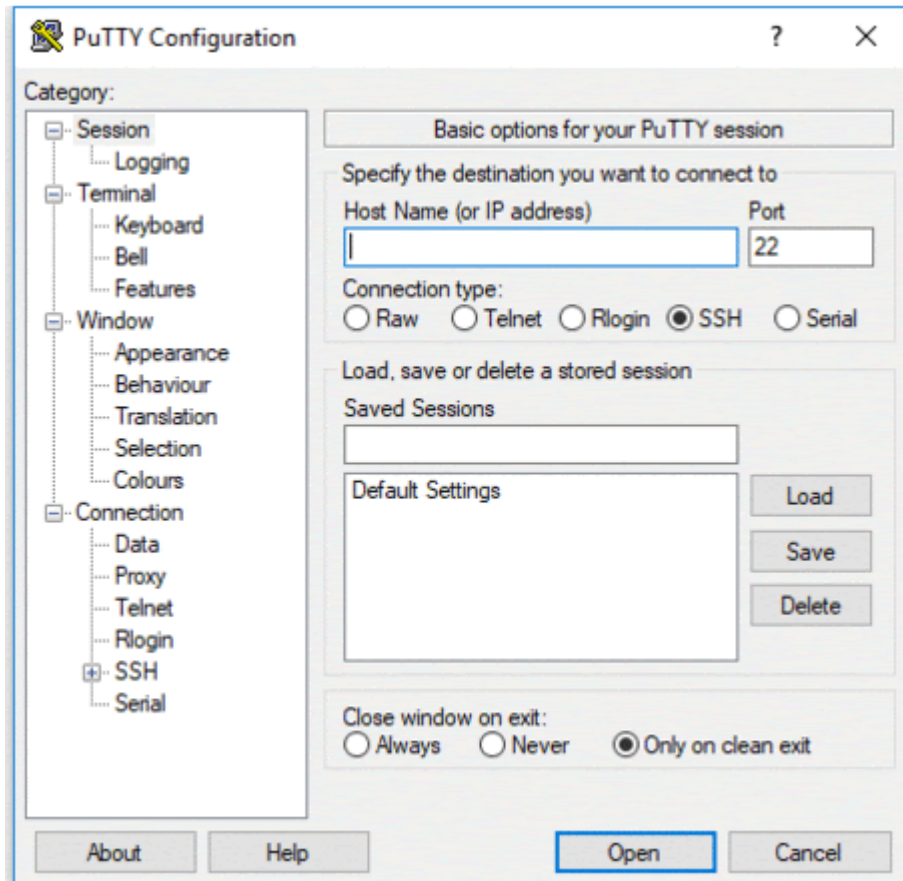 PuTTY Configuration
? ×
Category:
Session
Logging
Terminal
Keyboard
Bell
Features
Window
Appearance
Behaviour
Translation
Selection
Colours
Connection
Data
Proxy
Telnet
Rlogin
SSH
Serial
Basic options for your PuTTY session
Specify the destination you want to connect to
Host Name (or IP address) Port
22
Connection type:
Raw Telnet Rlogin SSH Serial
Load, save or delete a stored session
Saved Sessions
Default Settings
Load
Save
Delete
Close window on exit:
Always Never Only on clean exit
About Help Open Cancel